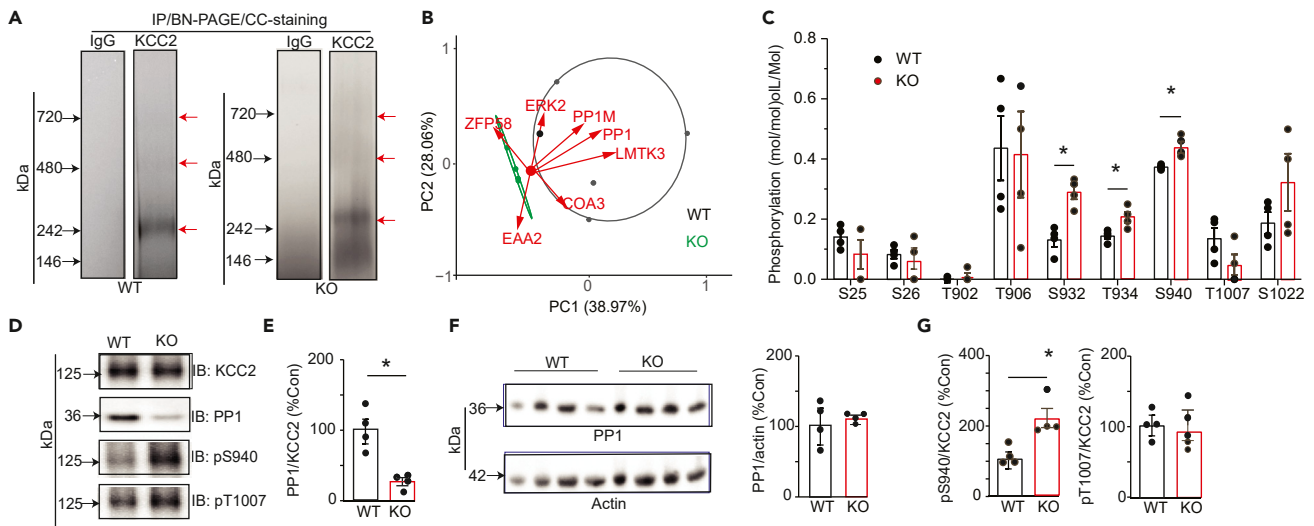 A
IP/BN-PAGE/CC-staining
IgG
KCC2
IgG
KCC2
kDa
720
480
242
146
WT
kDa
720
480
242
146
KO
B
PC2 (28.06%)
1
0
−1
ZFP58
ERK2
PP1M
PP1
LMTK3
COA3
EAA2
WT
KO
0
1
PC1 (38.97%)
C
Phosphorylation (mol/mol)olL/Mol)
0.8
0.6
0.4
0.2
0.0
WT
KO
*
*
*
S25
S26
T902
T906
S932
T934
S940
T1007
S1022
D
WT
KO
kDa
125
IB: KCC2
36
IB: PP1
125
IB: pS940
125
IB: pT1007
E
PP1/KCC2 (%Con)
200
100
0
*
WT
KO
F
WT
KO
kDa
36
PP1
42
Actin
PP1/actin (%Con)
200
100
0
WT
KO
G
pS940/KCC2 (%Con)
400
200
0
*
WT
KO
pT1007/KCC2 (%Con)
200
100
0
WT
KO